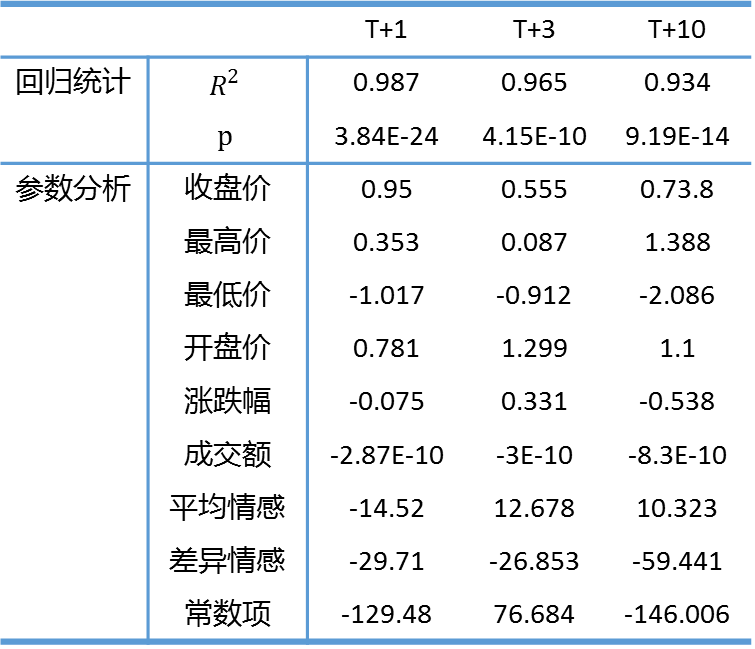 T+1 T+3 T+10
回归统计 R² 0.987 0.965 0.934
p 3.84E-24 4.15E-10 9.19E-14
参数分析 收盘价 0.95 0.555 0.73.8
最高价 0.353 0.087 1.388
最低价 -1.017 -0.912 -2.086
开盘价 0.781 1.299 1.1
涨跌幅 -0.075 0.331 -0.538
成交额 -2.87E-10 -3E-10 -8.3E-10
平均情感 -14.52 12.678 10.323
差异情感 -29.71 -26.853 -59.441
常数项 -129.48 76.684 -146.006